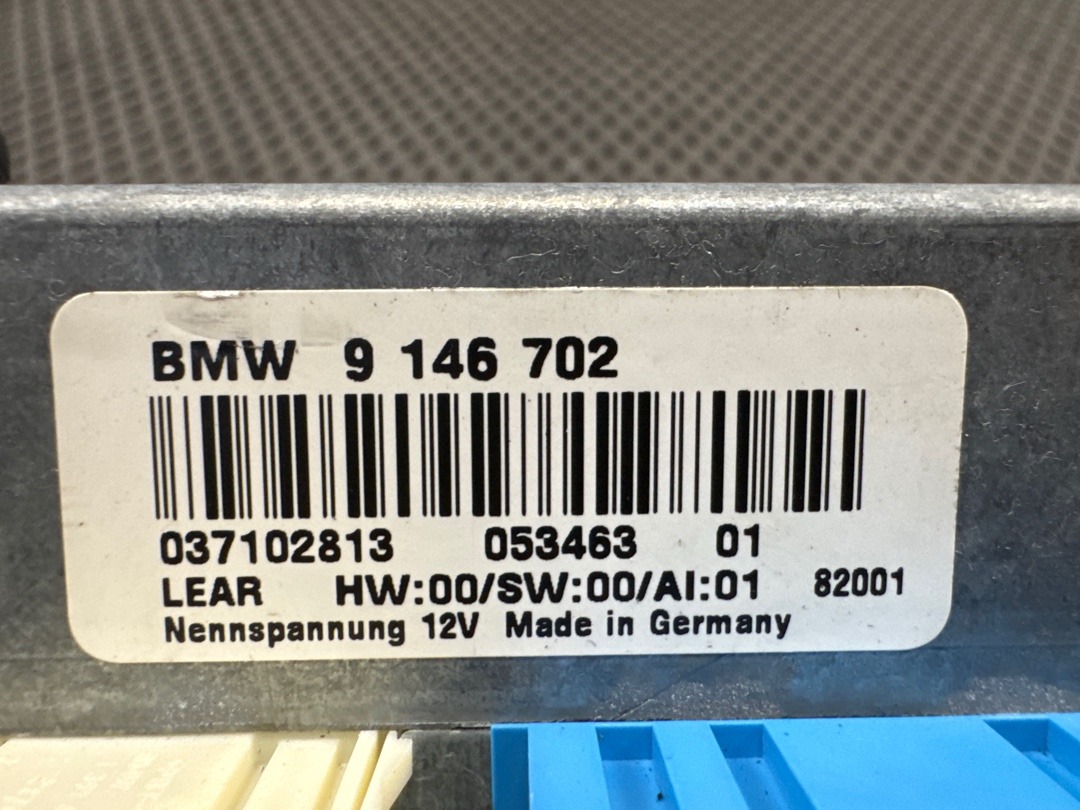 BMW 9 146 702
037102813 053463 01
LEAR HW:00/SW:00/AI:01 82001
Nennspannung 12V Made in Germany